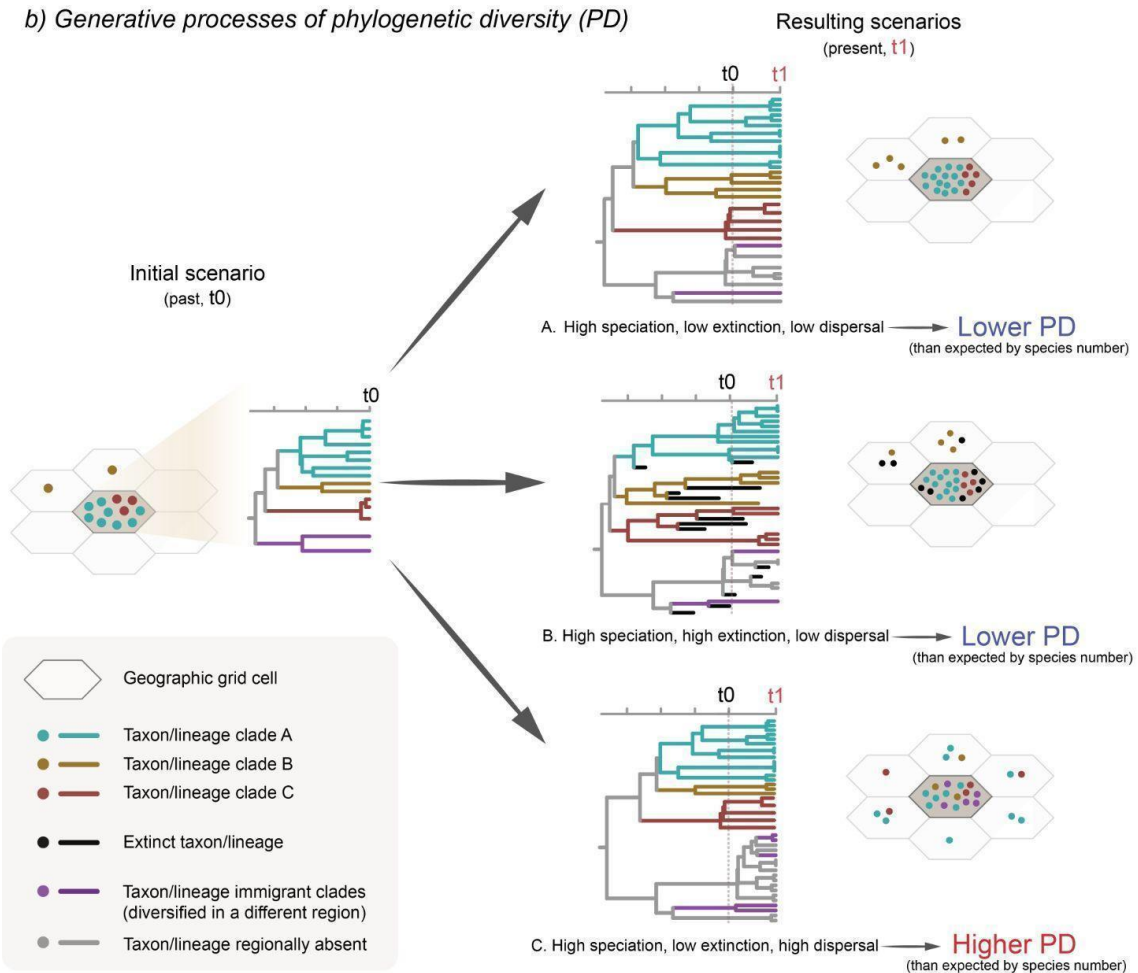 b) Generative processes of phylogenetic diversity (PD)
Resulting scenarios
(present, t1)
t0
t1
Initial scenario
(past, t0)
A. High speciation, low extinction, low dispersal
Lower PD
(than expected by species number)
t0
t0
t1
B. High speciation, high extinction, low dispersal
Lower PD
(than expected by species number)
Geographic grid cell
Taxon/lineage clade A
Taxon/lineage clade B
Taxon/lineage clade C
Extinct taxon/lineage
Taxon/lineage immigrant clades
(diversified in a different region)
Taxon/lineage regionally absent
t0
t1
C. High speciation, low extinction, high dispersal
Higher PD
(than expected by species number)